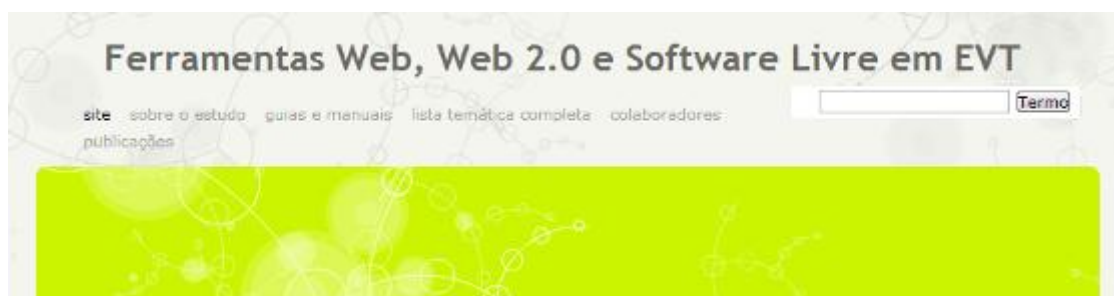 Ferramentas Web, Web 2.0 e Software Livre em EVT
Termo
site sobre o estudo guias e manuais lista temática completa colaboradores
publicações